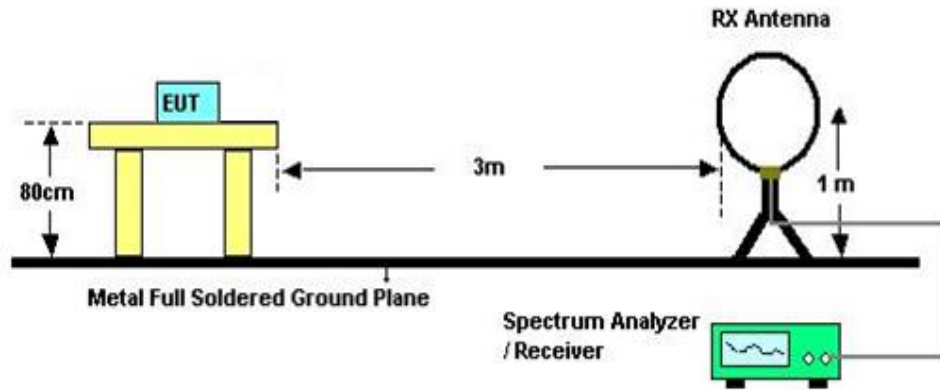 RX Antenna
EUT
3m
80cm
1 m
Metal Full Soldered Ground Plane
Spectrum Analyzer
/ Receiver